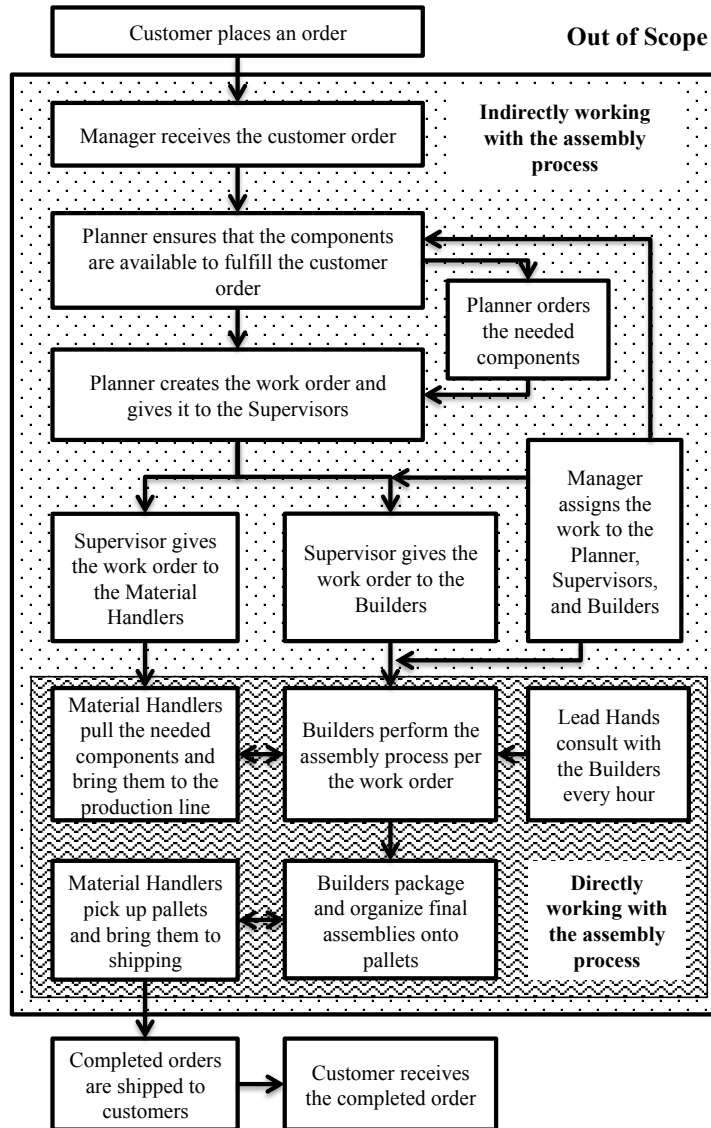 Customer places an order
Out of Scope
Manager receives the customer order
Indirectly working
with the assembly
process
Planner ensures that the components
are available to fulfill the customer
order
Planner orders
the needed
components
Planner creates the work order and
gives it to the Supervisors
Manager
assigns the
work to the
Planner,
Supervisors,
and Builders
Supervisor gives
the work order to
the Material
Handlers
Supervisor gives the
work order to the
Builders
Material Handlers
pull the needed
components and
bring them to the
production line
Builders perform the
assembly process per
the work order
Lead Hands
consult with
the Builders
every hour
Material Handlers
pick up pallets
and bring them to
shipping
Builders package
and organize final
assemblies onto
pallets
Directly
working with
the assembly
process
Completed orders
are shipped to
customers
Customer receives
the completed order